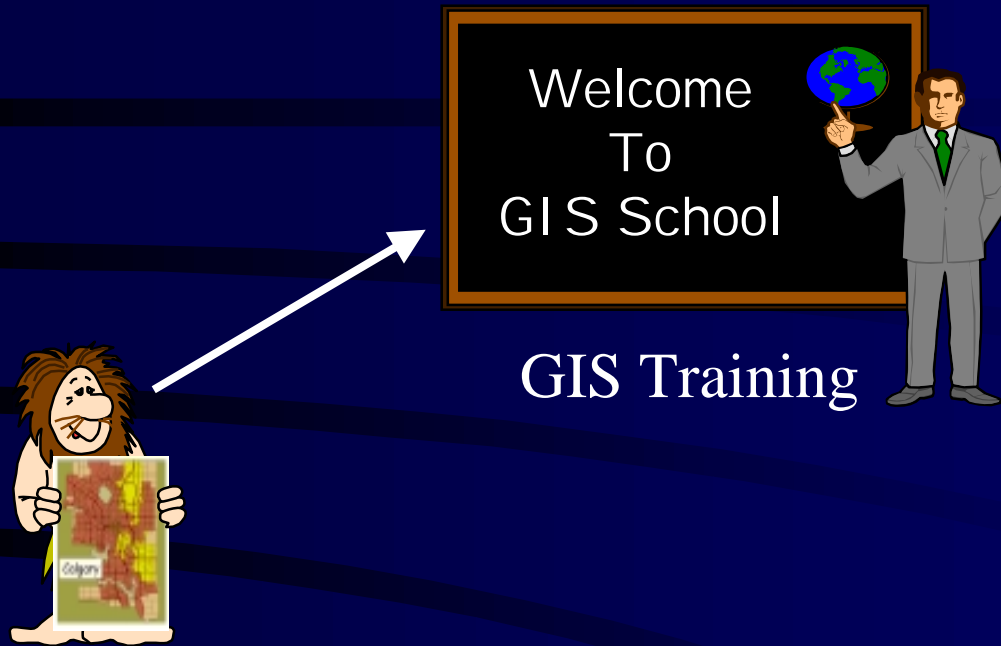 Welcome
To
GIS School
GIS Training
Calgary